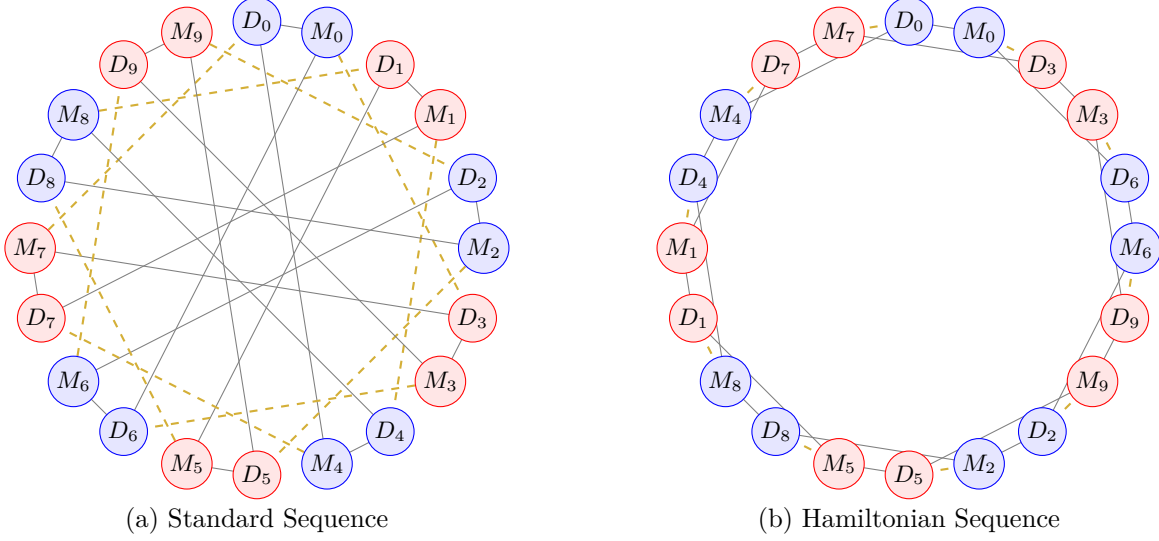 D0 M0 D1 M1 D2 M2 D3 M3 D4 M4 D5 M5 D6 M6 D7 M7 D8 M8 D9 M9
(a) Standard Sequence
D0 M0 D3 M3 D6 M6 D9 M9 D2 M2 D5 M5 D8 M8 D1 M1 D4 M4 D7 M7
(b) Hamiltonian Sequence